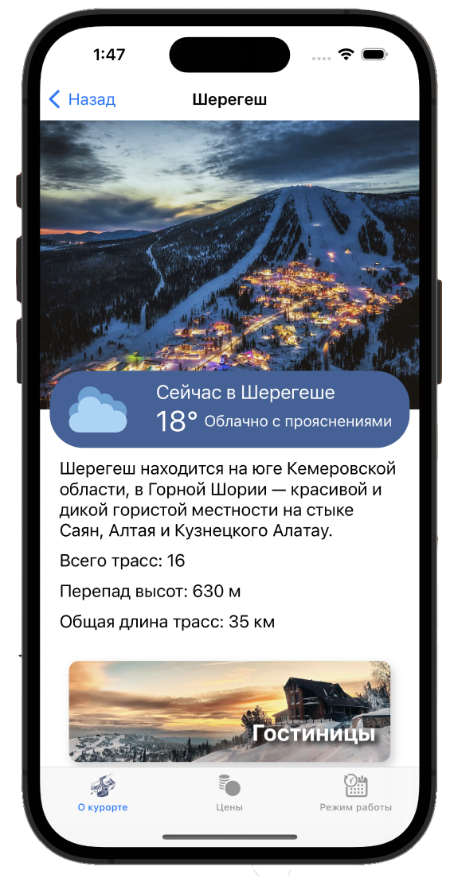 1:47
Назад
Шерегеш
Сейчас в Шерегеше
18° Облачно с прояснениями
Шерегеш находится на юге Кемеровской
области, в Горной Шории — красивой и
дикой гористой местности на стыке
Саян, Алтая и Кузнецкого Алатау.
Всего трасс: 16
Перепад высот: 630 м
Общая длина трасс: 35 км
Гостиницы
О курорте
Цены
Режим работы